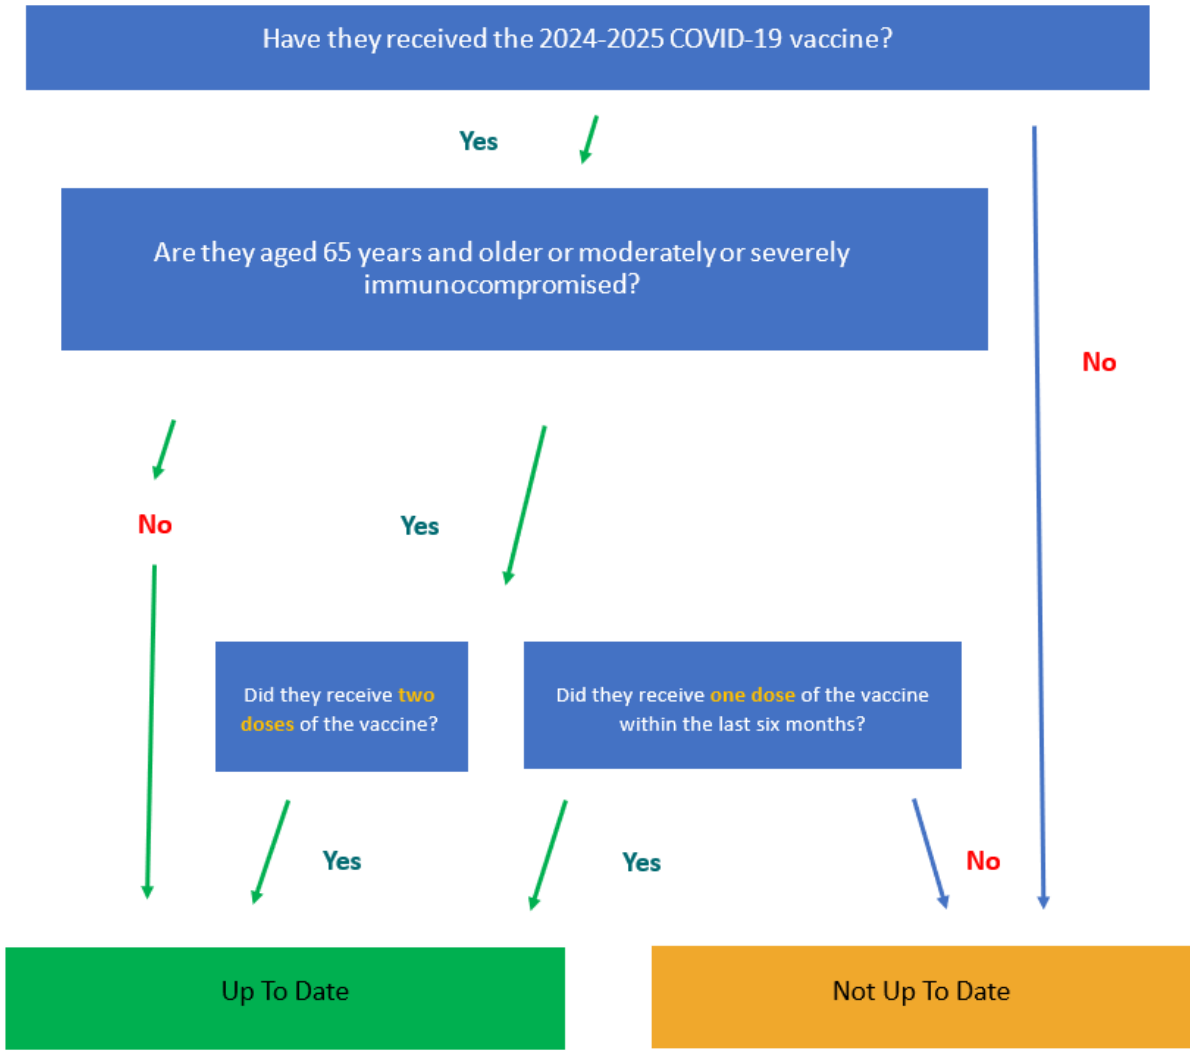 Have they received the 2024-2025 COVID-19 vaccine?
Yes
Are they aged 65 years and older or moderately or severely
immunocompromised?
No
No
Yes
Did they receive two
doses of the vaccine?
Did they receive one dose of the vaccine
within the last six months?
Yes
Yes
No
Up To Date
Not Up To Date